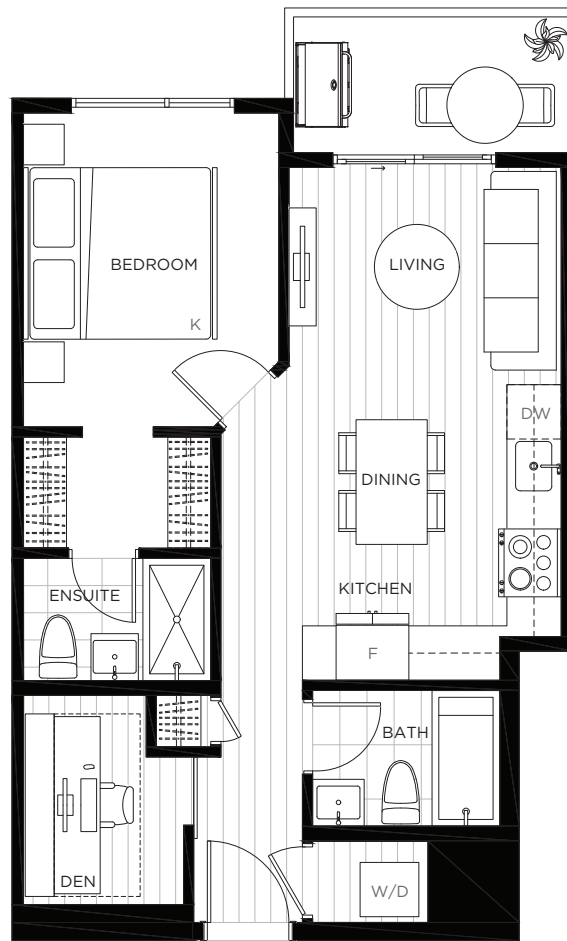 BEDROOM
LIVING
K
DW
DINING
KITCHEN
ENSUITE
F
BATH
DEN
W/D